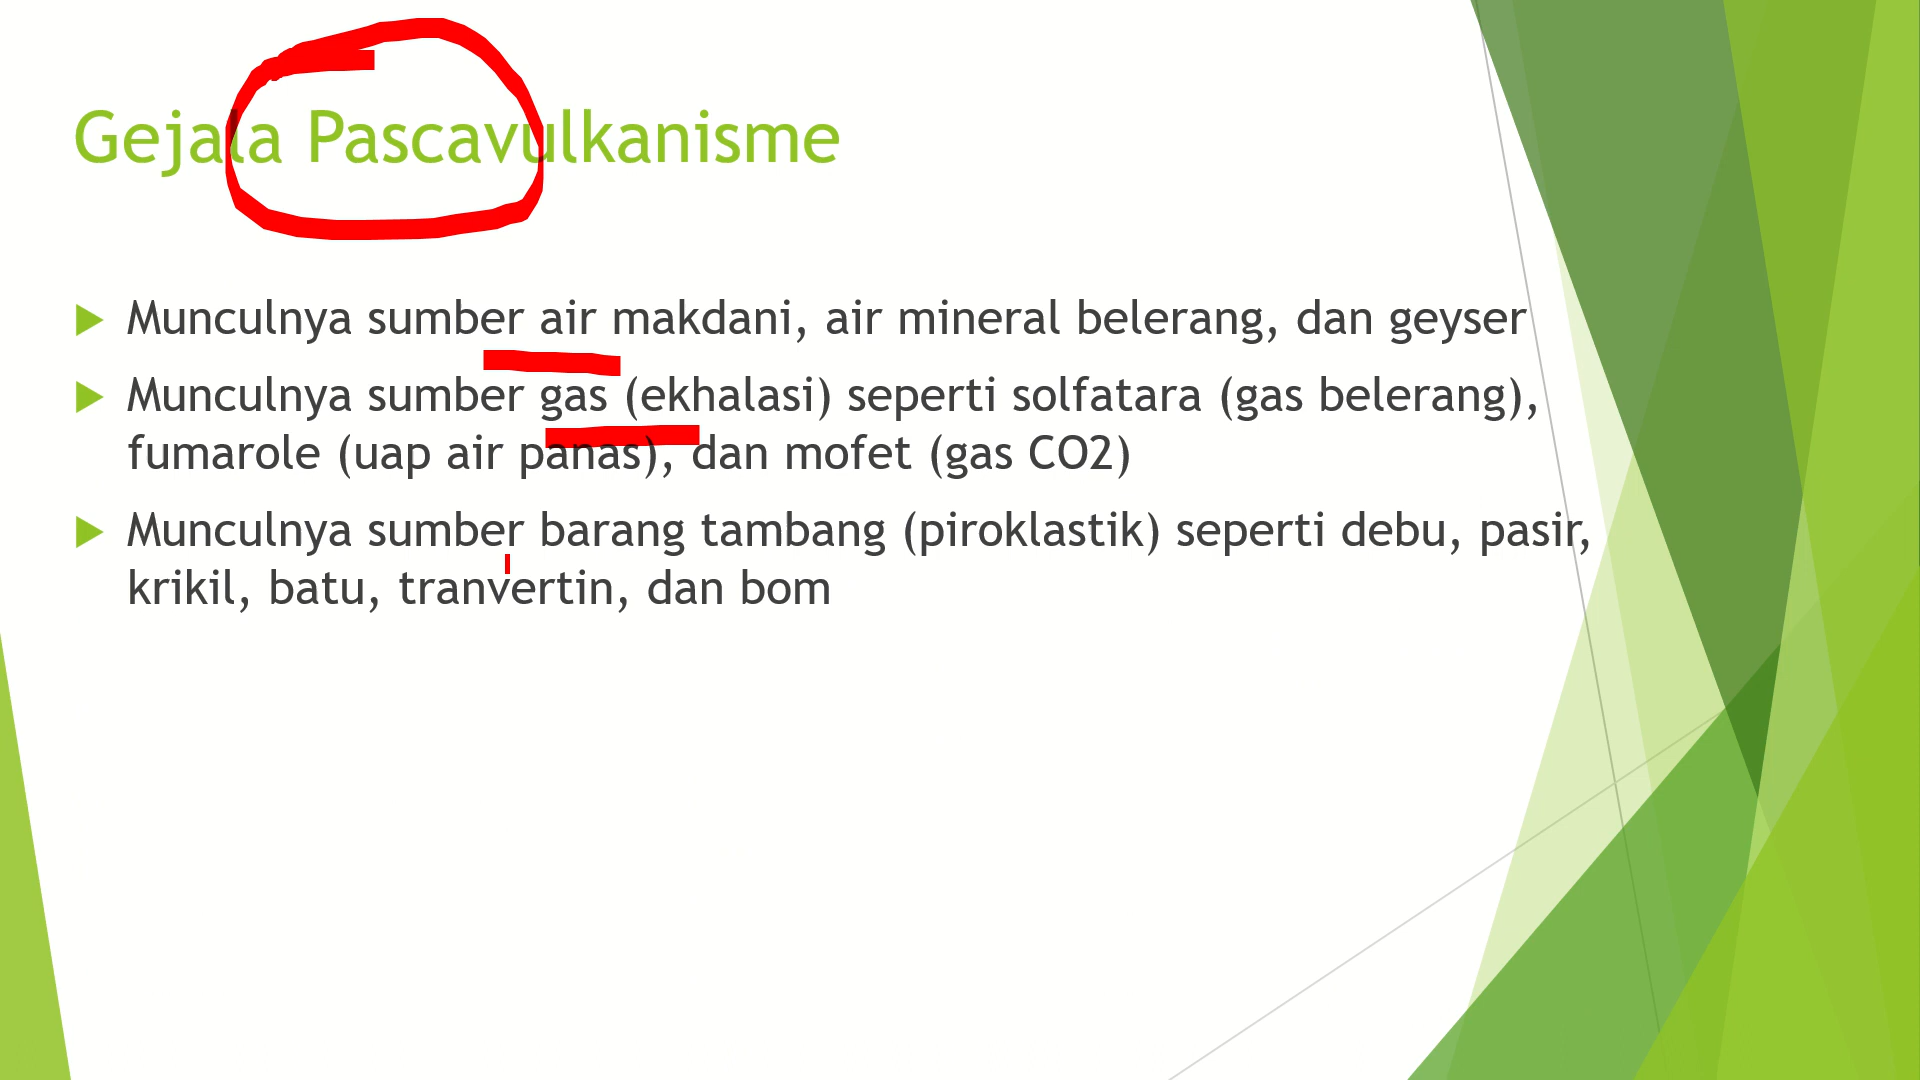 Gejala Pascavulkanisme
Munculnya sumber air makdani, air mineral belerang, dan geyser
Munculnya sumber gas (ekhalasi) seperti solfatara (gas belerang),
fumarole (uap air panas), dan mofet (gas CO2)
Munculnya sumber barang tambang (piroklastik) seperti debu, pasir,
krikil, batu, tranvertin, dan bom